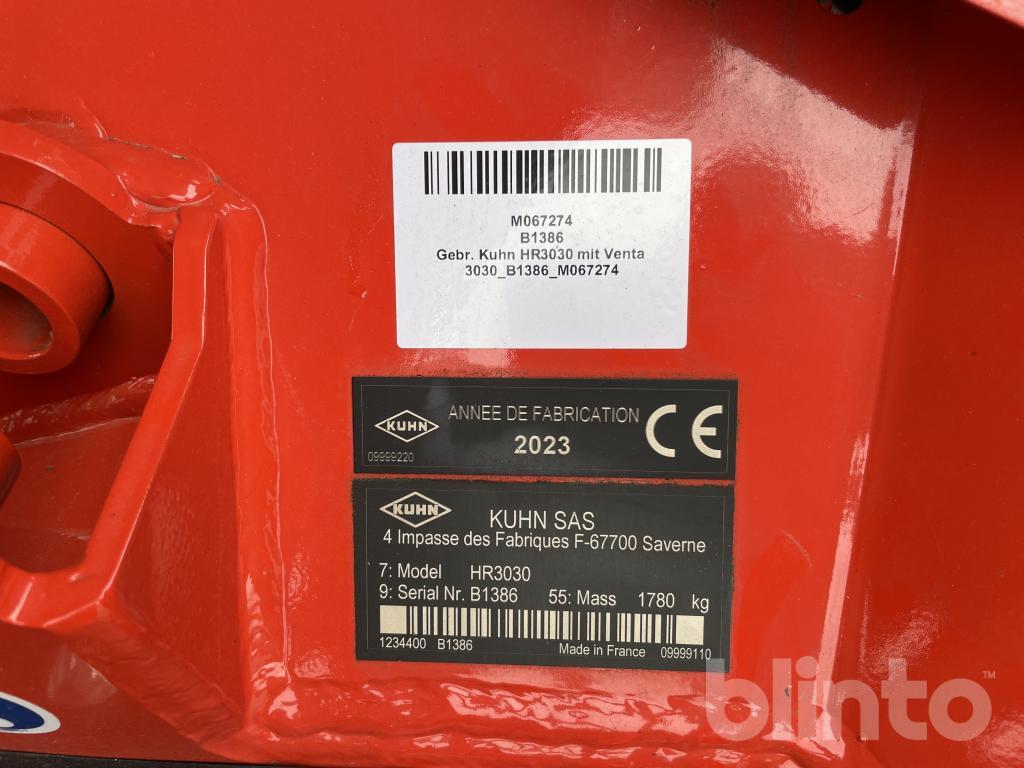 M067274
B1386
Gebr. Kuhn HR3030 mit Venta
3030_B1386_M067274
KUHN
ANNEE DE FABRICATION
2023
CE
09999220
KUHN
KUHN SAS
4 Impasse des Fabriques F-67700 Saverne
7: Model HR3030
9: Serial Nr. B1386 55: Mass 1780 kg
1234400 B1386 Made in France 09999110
blinto™